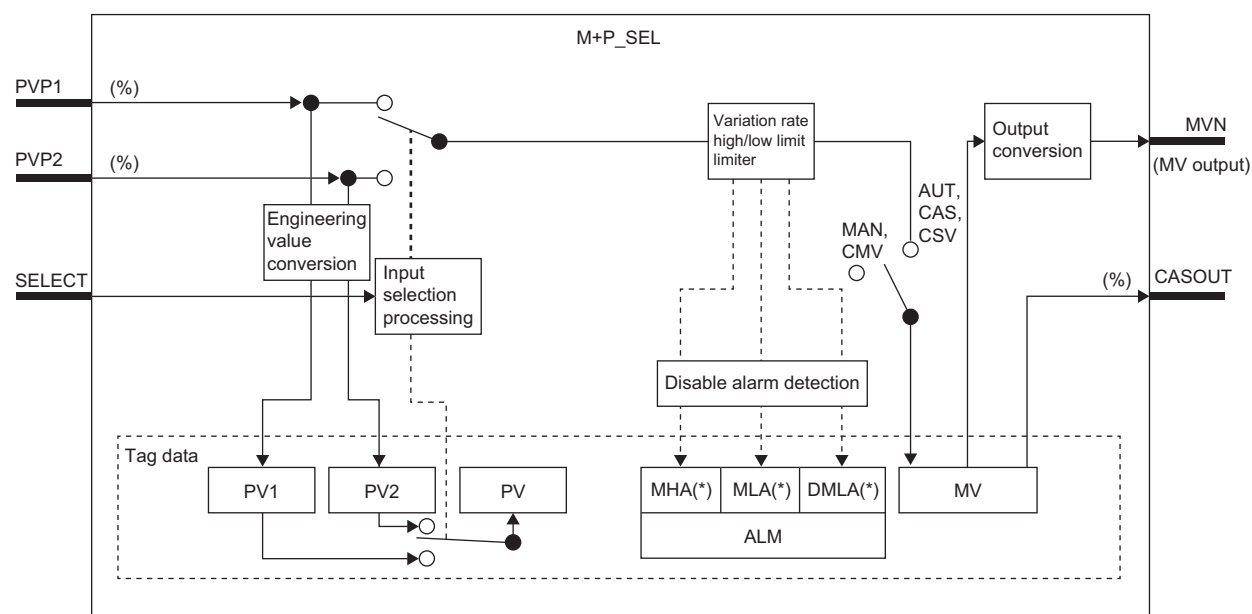 M+P_SEL
PVP1
(%)
PVP2
(%)
SELECT
Engineering
value
conversion
Input
selection
processing
Variation rate
high/low limit
limiter
Output
conversion
MVN
(MV output)
AUT,
CAS,
CSV
MAN,
CMV
(%)
CASOUT
Disable alarm detection
Tag data
PV1
PV2
PV
MHA(*)
MLA(*)
DMLA(*)
ALM
MV